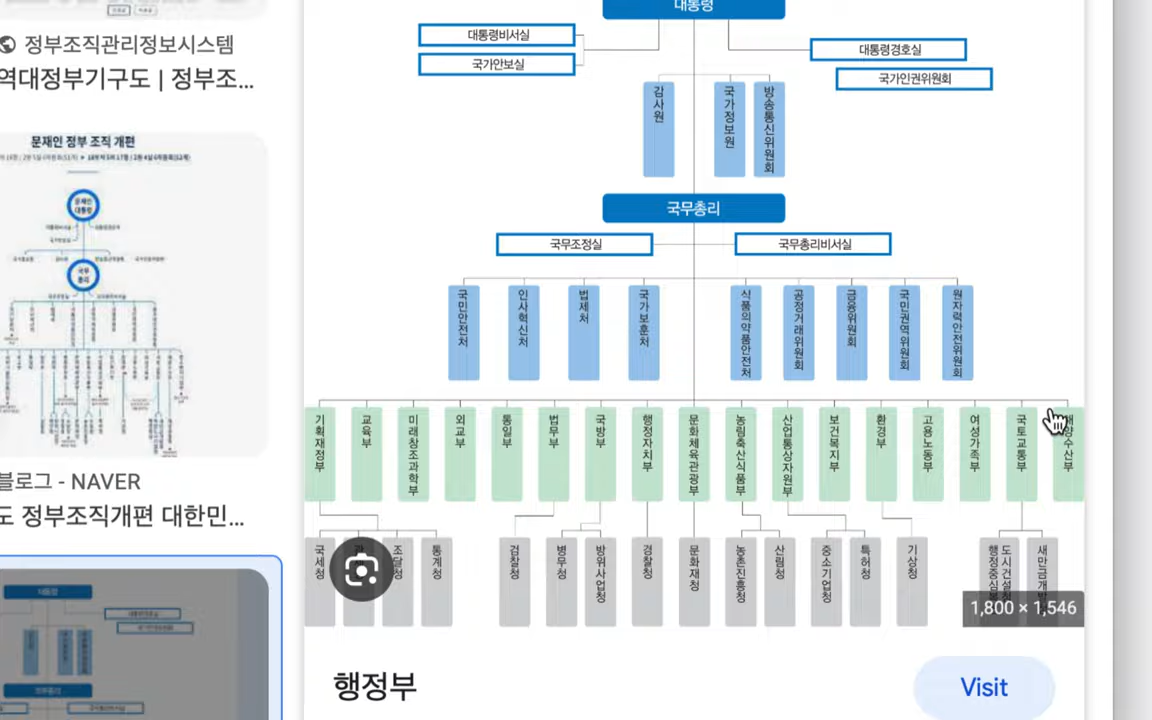 정부조직관리정보시스템
역대정부기구도 | 정부조...
문재인 정부 조직 개편
문재인
대통령
국무
총리
블로그 - NAVER
도 정부조직개편 대한민...
대통령
대통령비서실
국가안보실
대통령경호실
국가인권위원회
감사원
국가정보원
방송통신위원회
국무총리
국무조정실
국무총리비서실
국민안전처
인사혁신처
법제처
국가보훈처
식품의약품안전처
공정거래위원회
금융위원회
국민권익위원회
원자력안전위원회
기획재정부
교육부
미래창조과학부
외교부
통일부
법무부
국방부
행정자치부
문화체육관광부
농림축산식품부
산업통상자원부
보건복지부
환경부
고용노동부
여성가족부
국토교통부
해양수산부
국세청
조달청
통계청
검찰청
병무청
방위사업청
경찰청
문화재청
농촌진흥청
산림청
중소기업청
특허청
기상청
행정중심복
도시건설청
새만금개발
1,800 × 1,546
행정부
Visit